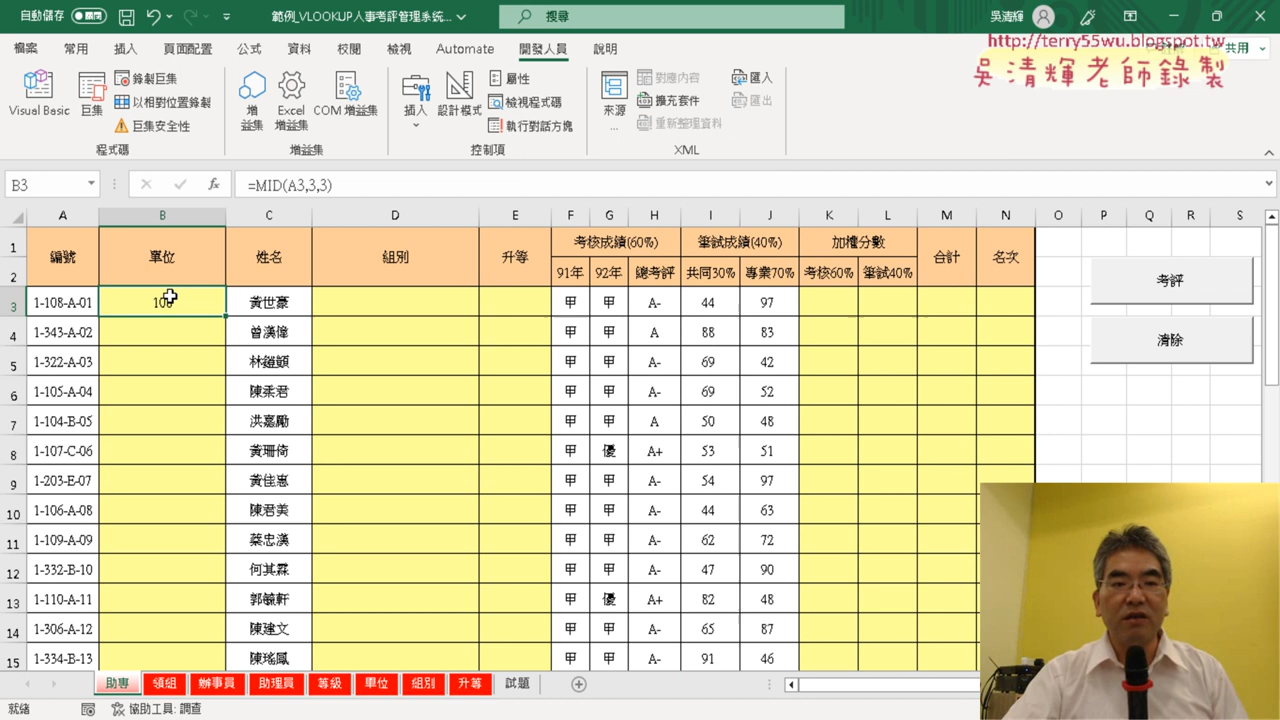 自動儲存 範例_VLOOKUP人事考評管理系統... 搜尋 吳清輝
檔案 常用 插入 頁面配置 公式 資料 校閱 檢視 Automate 開發人員 說明 共用
http://terry55wu.blogspot.tw
吳清輝老師錄製
Visual Basic 巨集 錄製巨集 以相對位置錄製 巨集安全性 程式碼
增益集 Excel 增益集 COM 增益集 增益集
插入 設計模式 屬性 檢視程式碼 執行對話方塊 控制項
來源... 對應內容 擴充套件 重新整理資料 匯入 匯出 XML
B3 fx =MID(A3,3,3)
A B C D E F G H I J K L M N O P Q R S
1 編號 單位 姓名 組別 升等 考核成績(60%) 筆試成績(40%) 加權分數 合計 名次
2 91年 92年 總考評 共同30% 專業70% 考核60% 筆試40%
3 1-108-A-01 108 黃世豪 甲 甲 A- 44 97
4 1-343-A-02 曾漢偉 甲 甲 A 88 83
5 1-322-A-03 甲 甲 A- 69 42
6 1-105-A-04 陳柔君 甲 甲 A- 69 52
7 1-104-B-05 洪嘉勵 甲 甲 A 50 48
8 1-107-C-06 黃珊倚 甲 優 A+ 53 51
9 1-203-E-07 黃佳惠 甲 甲 A- 54 97
10 1-106-A-08 陳君美 甲 甲 A- 44 63
11 1-109-A-09 蔡忠漢 甲 甲 A- 62 72
12 1-332-B-10 何其霖 甲 甲 A- 47 90
13 1-110-A-11 郭毓軒 甲 優 A+ 82 48
14 1-306-A-12 陳建文 甲 甲 A- 65 87
15 1-334-B-13 陳瑤鳳 甲 甲 A- 91 46
考評
清除
助專 領組 辦事員 助理員 等級 單位 組別 升等 試題
就緒 協助工具: 調查